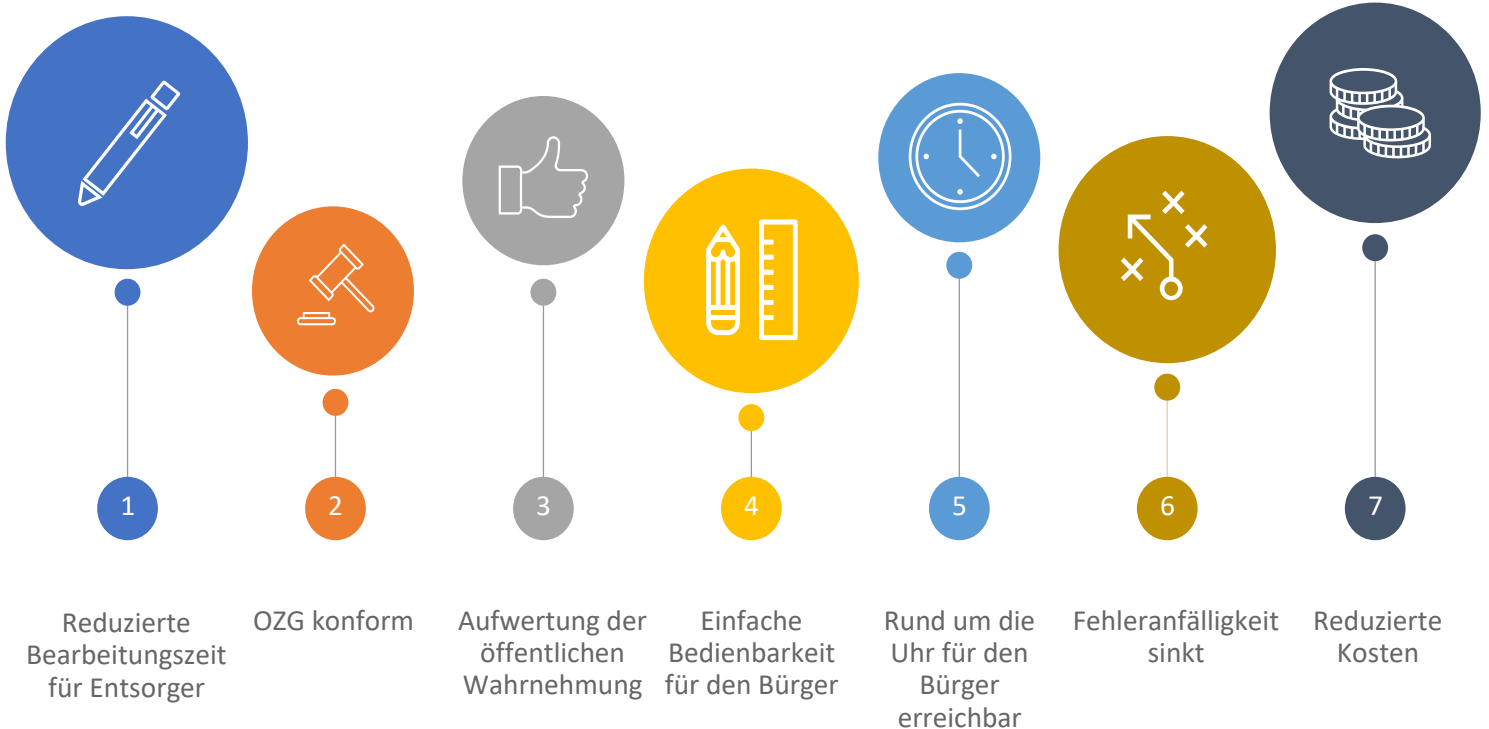 1
2
3
4
5
6
7
Reduzierte
Bearbeitungszeit
für Entsorger
OZG konform
Aufwertung der
öffentlichen
Wahrnehmung
Einfache
Bedienbarkeit
für den Bürger
Rund um die
Uhr für den
Bürger
erreichbar
Fehleranfälligkeit
sinkt
Reduzierte
Kosten